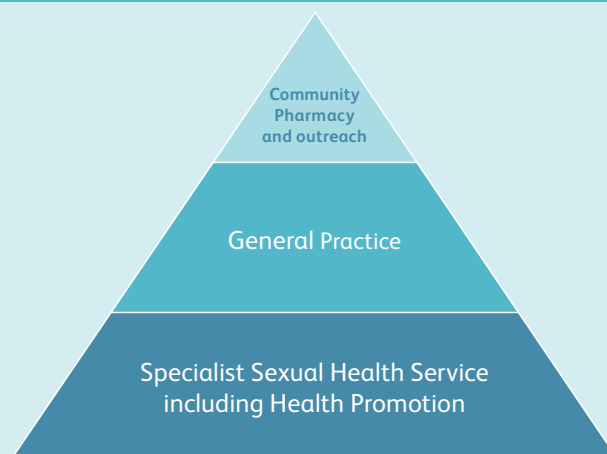 Community
Pharmacy
and outreach
General Practice
Specialist Sexual Health Service
including Health Promotion